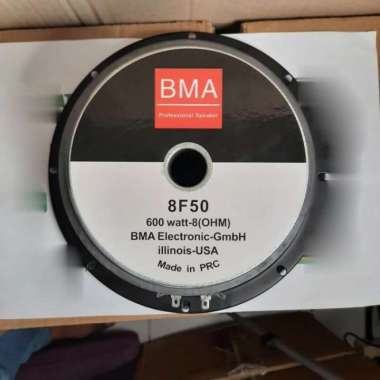 BMA
Professional Speaker
8F50
600 watt-8(OHM)
BMA Electronic-GmbH
illinois-USA
Made in PRC